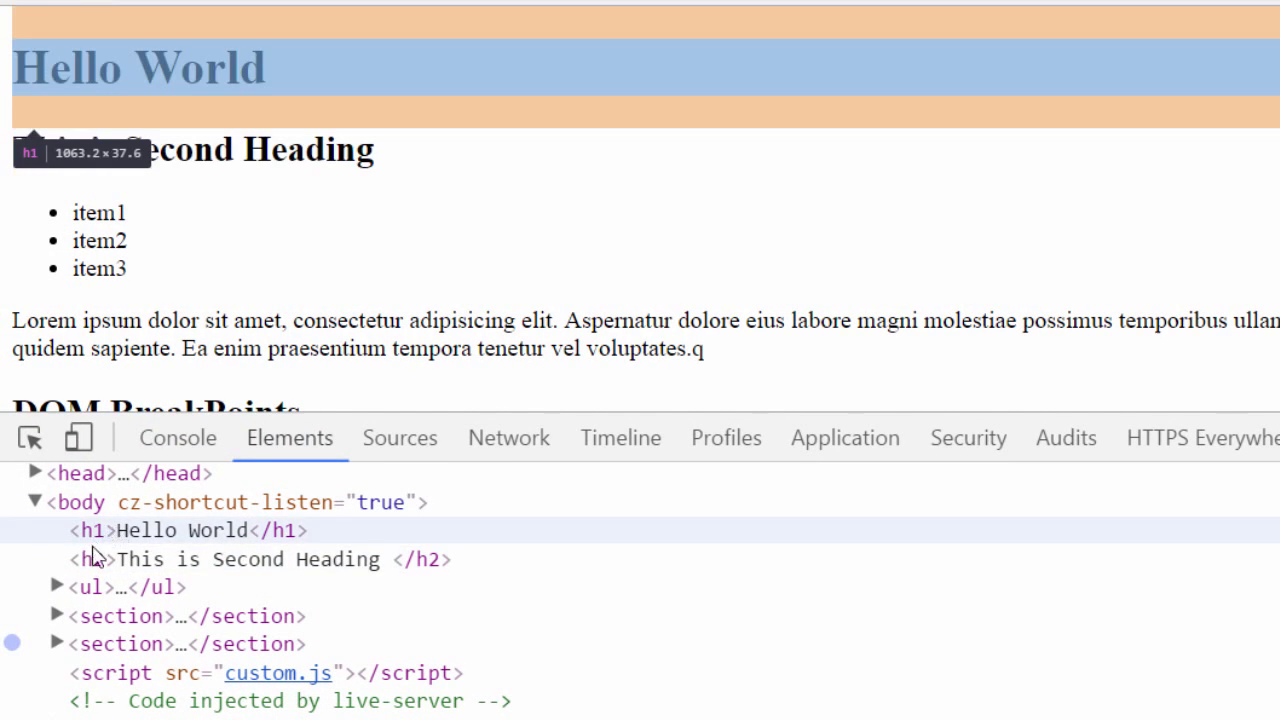 Hello World
Second Heading
h1 | 1063.2×37.6
item1
item2
item3
Lorem ipsum dolor sit amet, consectetur adipisicing elit. Aspernatur dolore eius labore magni molestiae possimus temporibus ullam
quidem sapiente. Ea enim praesentium tempora tenetur vel voluptates.q
DOM BreakPoints
Console Elements Sources Network Timeline Profiles Application Security Audits HTTPS Everywhe
<head>…</head>
<body cz-shortcut-listen="true">
<h1>Hello World</h1>
<h2>This is Second Heading </h2>
<ul>…</ul>
<section>…</section>
<section>…</section>
<script src="custom.js"></script>
<!-- Code injected by live-server -->